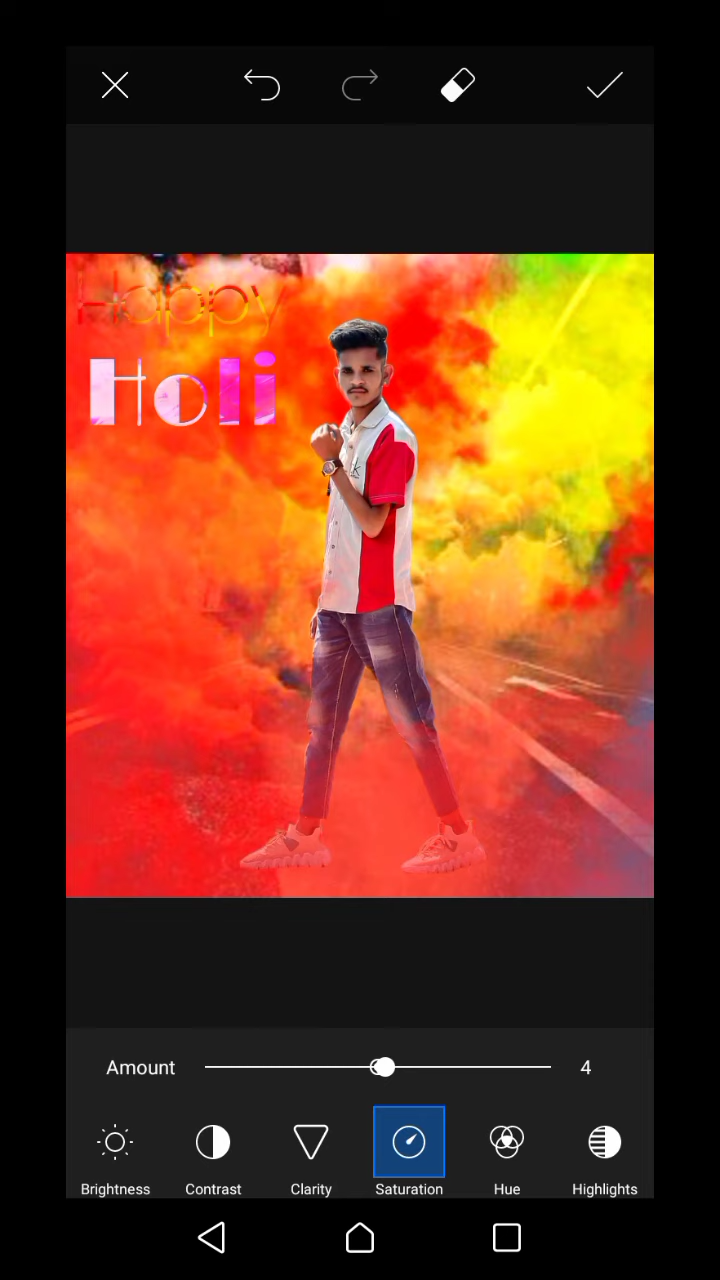 Happy
Holi
K
Amount 4
Brightness Contrast Clarity Saturation Hue Highlights